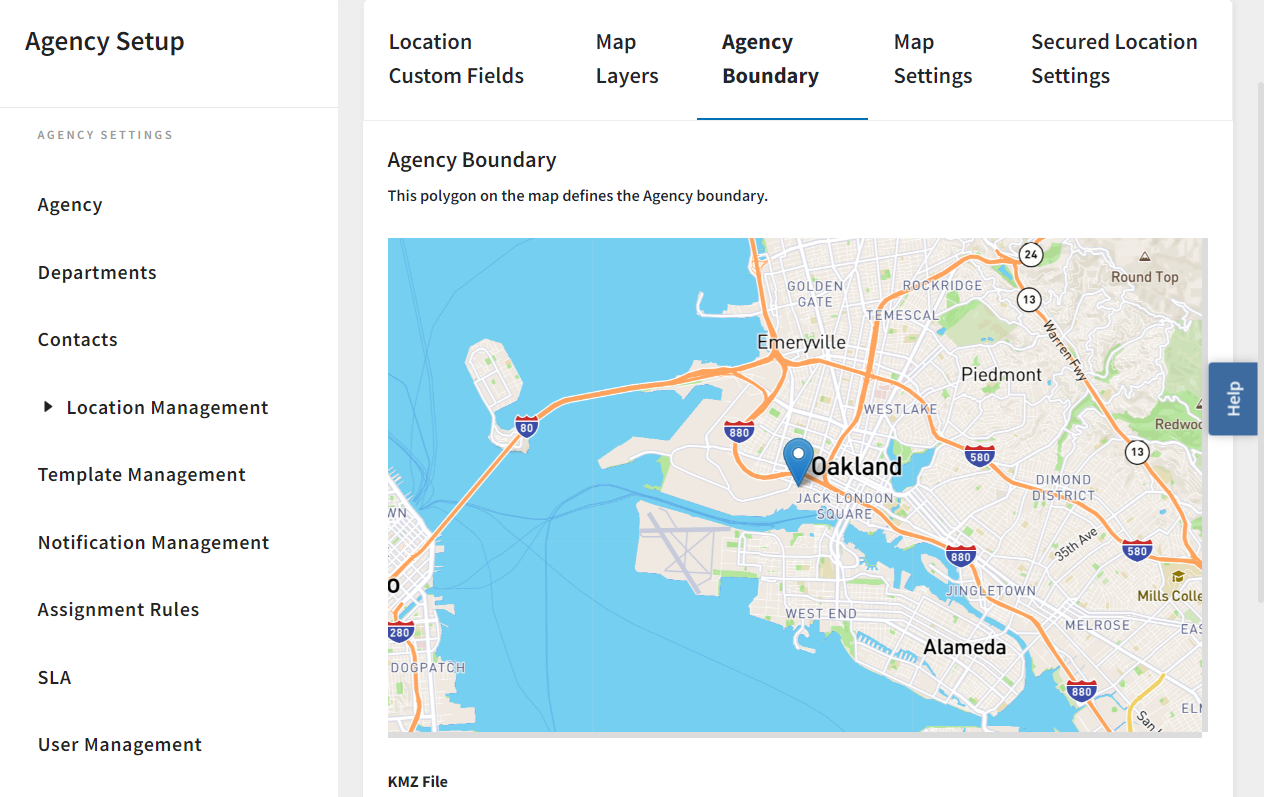 Agency Setup
AGENCY SETTINGS
Agency
Departments
Contacts
Location Management
Template Management
Notification Management
Assignment Rules
SLA
User Management
Location
Custom Fields
Map
Layers
Agency
Boundary
Map
Settings
Secured Location
Settings
Agency Boundary
This polygon on the map defines the Agency boundary.
24
Round Top
GOLDEN
GATE
ROCKRIDGE
13
TEMESCAL
Warren Fwy
Emeryville
Piedmont
WESTLAKE
Redwoo
80
880
580
13
Oakland
DIMOND
DISTRICT
JACK LONDON
SQUARE
WN
35th Ave
880
580
o
JINGLETOWN
Mills Colle
WEST END
280
MELROSE
EAS
Alameda
DOGPATCH
880
ELM
San L
KMZ File
Help